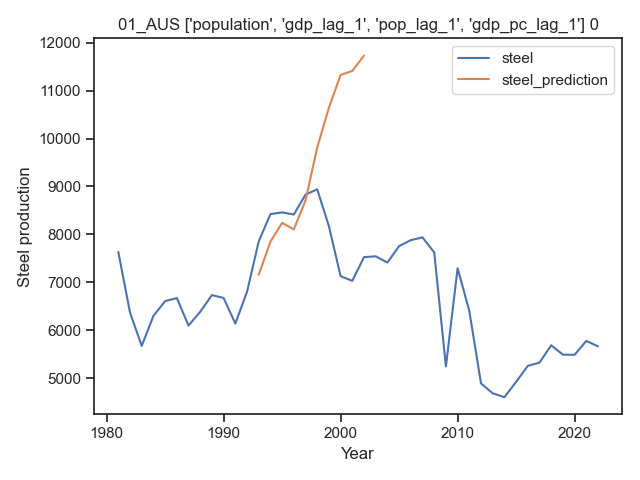 01_AUS ['population', 'gdp_lag_1', 'pop_lag_1', 'gdp_pc_lag_1'] 0
steel
steel_prediction
12000
11000
10000
9000
8000
7000
6000
5000
Steel production
1980
1990
2000
2010
2020
Year